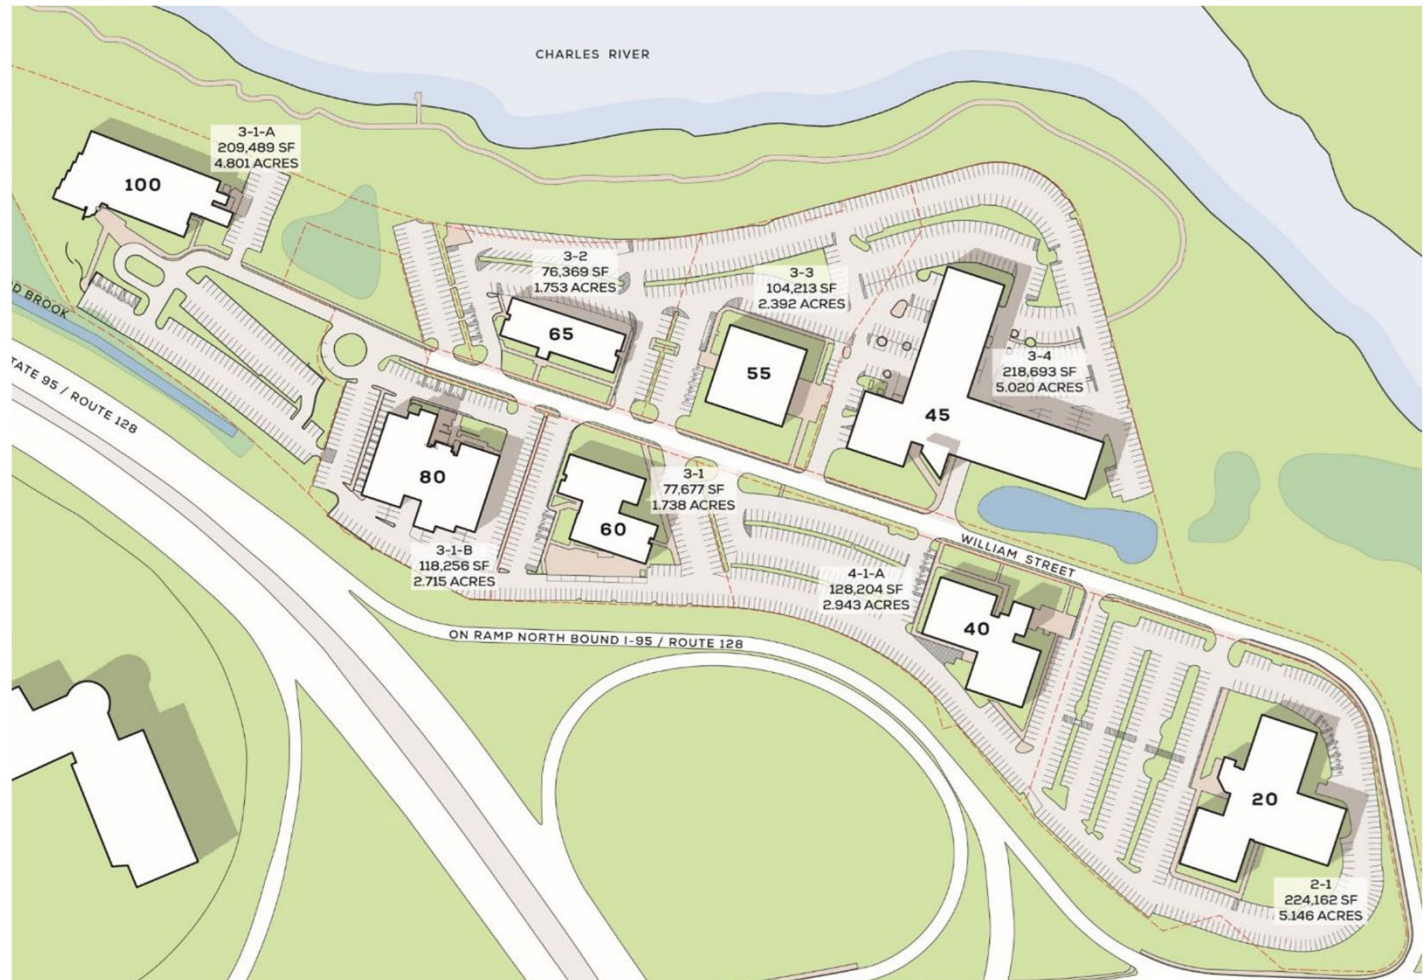 CHARLES RIVER
3-1-A
209,489 SF
4.801 ACRES
100
3-2
76,369 SF
1.753 ACRES
65
3-3
104,213 SF
2.392 ACRES
55
3-4
218,693 SF
5.020 ACRES
45
BROOK
95 / ROUTE 128
80
3-1-B
118,256 SF
2.715 ACRES
60
3-1
77,677 SF
1.738 ACRES
WILLIAM STREET
4-1-A
128,204 SF
2.943 ACRES
40
ON RAMP NORTH BOUND I-95 / ROUTE 128
20
2-1
224,162 SF
5.146 ACRES